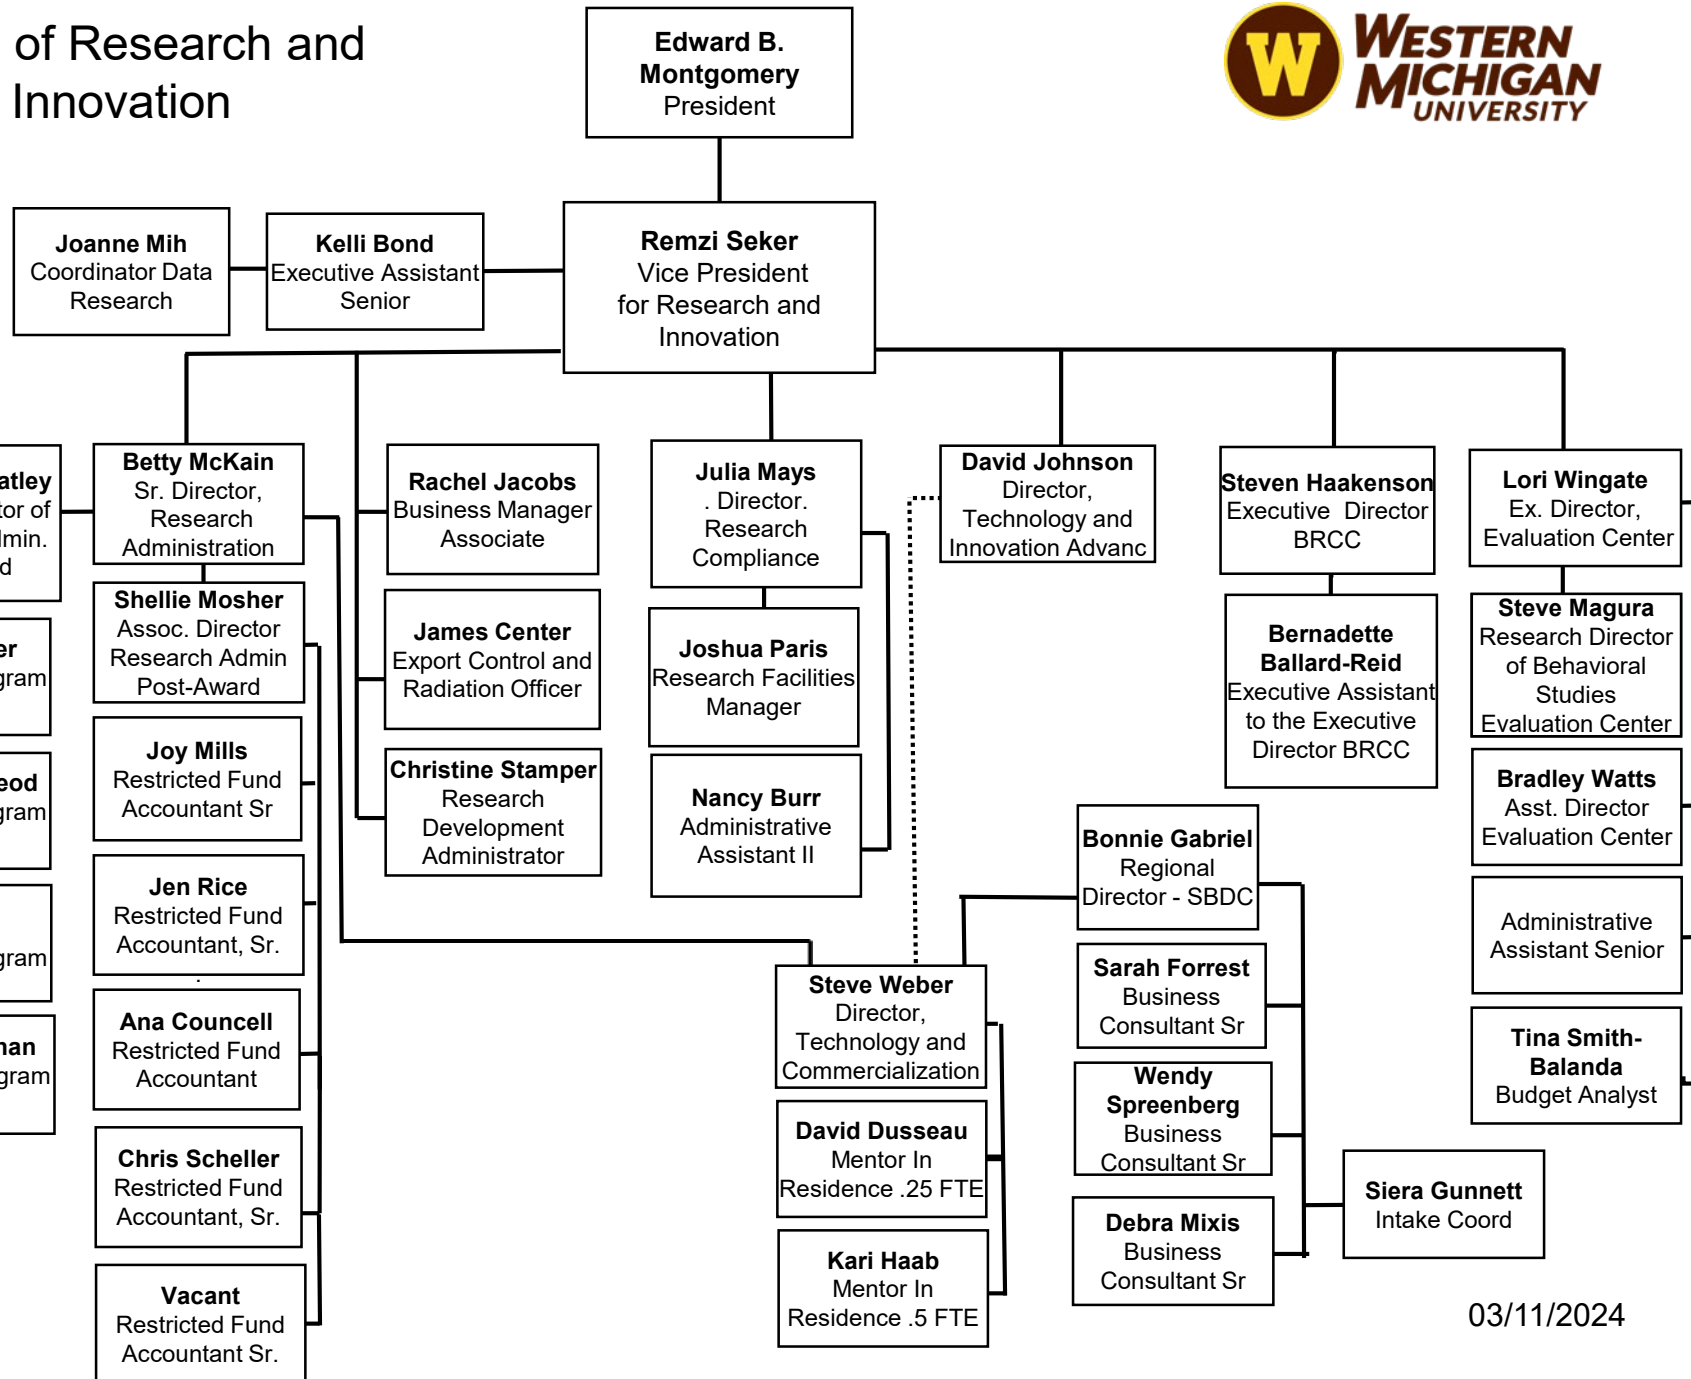 of Research and
Innovation
Edward B.
Montgomery
President
W
WESTERN
MICHIGAN
UNIVERSITY
Joanne Mih
Coordinator Data
Research
Kelli Bond
Executive Assistant
Senior
Remzi Seker
Vice President
for Research and
Innovation
atley
tor of
dmin.
d
er
gram
eod
gram
gram
nan
gram
Betty McKain
Sr. Director,
Research
Administration
Shellie Mosher
Assoc. Director
Research Admin
Post-Award
Joy Mills
Restricted Fund
Accountant Sr
Jen Rice
Restricted Fund
Accountant, Sr.
.
Ana Councell
Restricted Fund
Accountant
Chris Scheller
Restricted Fund
Accountant, Sr.
Vacant
Restricted Fund
Accountant Sr.
Rachel Jacobs
Business Manager
Associate
James Center
Export Control and
Radiation Officer
Christine Stamper
Research
Development
Administrator
Julia Mays
. Director.
Research
Compliance
Joshua Paris
Research Facilities
Manager
Nancy Burr
Administrative
Assistant II
David Johnson
Director,
Technology and
Innovation Advanc
Steve Weber
Director,
Technology and
Commercialization
David Dusseau
Mentor In
Residence .25 FTE
Kari Haab
Mentor In
Residence .5 FTE
Steven Haakenson
Executive Director
BRCC
Bernadette
Ballard-Reid
Executive Assistant
to the Executive
Director BRCC
Bonnie Gabriel
Regional
Director - SBDC
Sarah Forrest
Business
Consultant Sr
Wendy
Spreenberg
Business
Consultant Sr
Debra Mixis
Business
Consultant Sr
Siera Gunnett
Intake Coord
Lori Wingate
Ex. Director,
Evaluation Center
Steve Magura
Research Director
of Behavioral
Studies
Evaluation Center
Bradley Watts
Asst. Director
Evaluation Center
Administrative
Assistant Senior
Tina Smith-
Balanda
Budget Analyst
03/11/2024